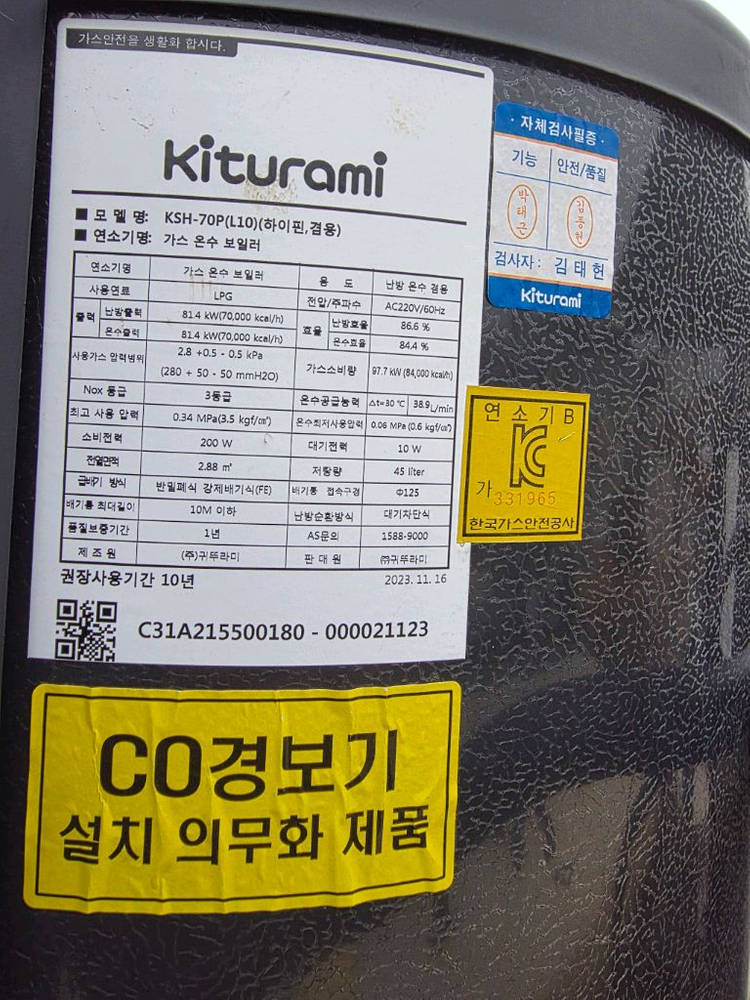 가스안전을 생활화 합시다.
Kiturami
■ 모 델 명: KSH-70P(L10)(하이핀,겸용)
■ 연소기명: 가스 온수 보일러
연소기명 가스 온수 보일러 용 도 난방 온수 겸용
사용연료 LPG 전압/주파수 AC220V/60Hz
출력 난방출력 81.4 kW(70,000 kcal/h) 효율 난방효율 86.6 %
온수출력 81.4 kW(70,000 kcal/h) 온수효율 84.4 %
사용가스 압력범위 2.8 +0.5 - 0.5 kPa
(280 + 50 - 50 mmH2O) 가스소비량 97.7 kW (84,000 kcal/h)
Nox 등급 3등급 온수공급능력 Δt=30 ℃ 38.9L/min
최고 사용 압력 0.34 MPa(3.5 kgf/㎠) 온수최저사용압력 0.06 MPa (0.6 kgf/㎠)
소비전력 200 W 대기전력 10 W
전열면적 2.88 ㎡ 저탕량 45 liter
급배기 방식 반밀폐식 강제배기식(FE) 배기통 접속구경 Φ125
배기통 최대길이 10M 이하 난방순환방식 대기차단식
품질보증기간 1년 AS문의 1588-9000
제 조 원 (주)귀뚜라미 판 매 원 ㈜귀뚜라미
권장사용기간 10년 2023. 11. 16
C31A215500180 - 000021123
· 자체검사필증 ·
기능 안전/품질
박태근 김종현
검사자 : 김 태 현
Kiturami
연 소 기 B
KC
가 331965
한국가스안전공사
CO경보기
설치 의무화 제품